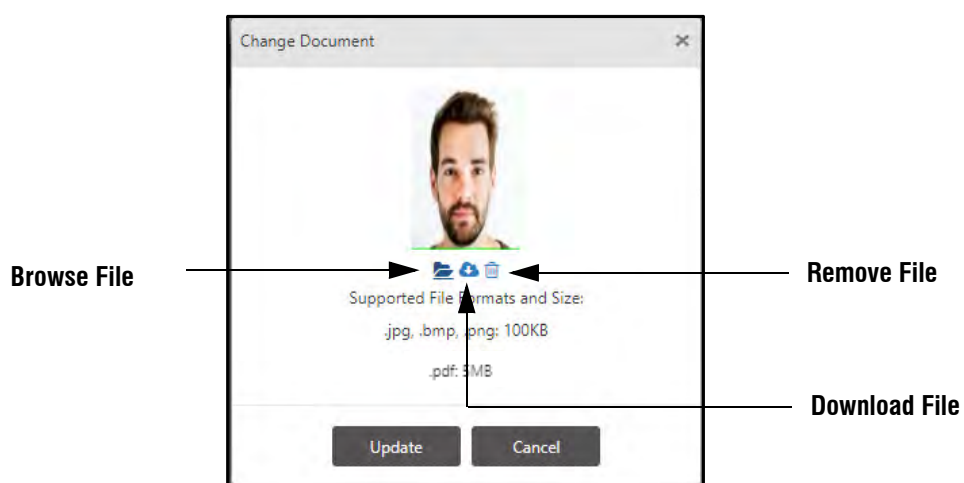 Change Document ×
Browse File
Remove File
Supported File Formats and Size:
.jpg, .bmp, .png: 100KB
.pdf: 5MB
Download File
Update Cancel